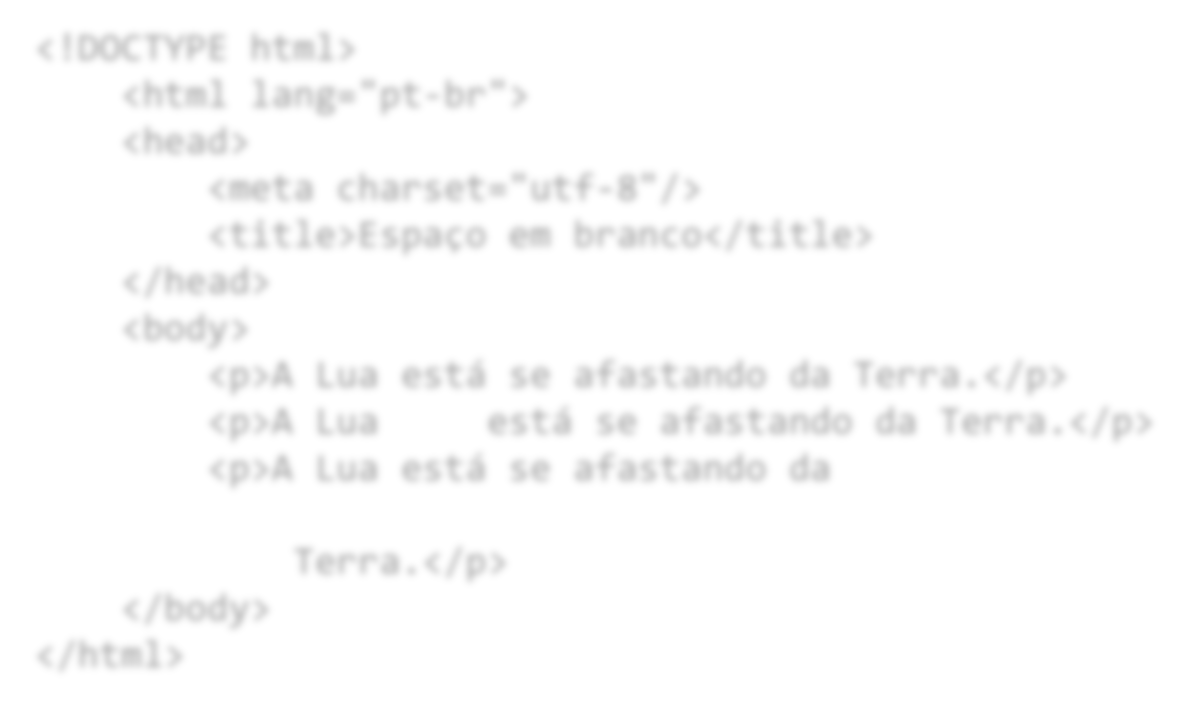 <!DOCTYPE html>
<html lang="pt-br">
<head>
<meta charset="utf-8"/>
<title>Espaço em branco</title>
</head>
<body>
<p>A Lua está se afastando da Terra.</p>
<p>A Lua     está se afastando da Terra.</p>
<p>A Lua está se afastando da
Terra.</p>
</body>
</html>